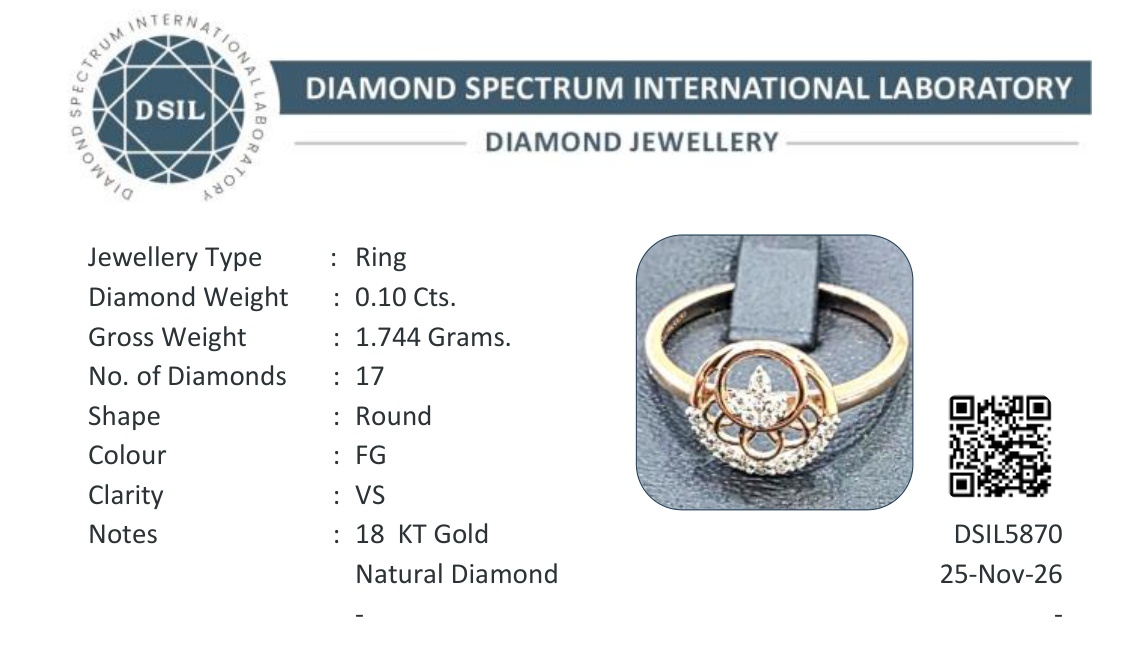 DIAMOND SPECTRUM INTERNATIONAL LABORATORY
DSIL
DIAMOND SPECTRUM INTERNATIONAL LABORATORY
DIAMOND JEWELLERY
Jewellery Type : Ring
Diamond Weight : 0.10 Cts.
Gross Weight : 1.744 Grams.
No. of Diamonds : 17
Shape : Round
Colour : FG
Clarity : VS
Notes : 18 KT Gold DSIL5870
Natural Diamond 25-Nov-26
- -